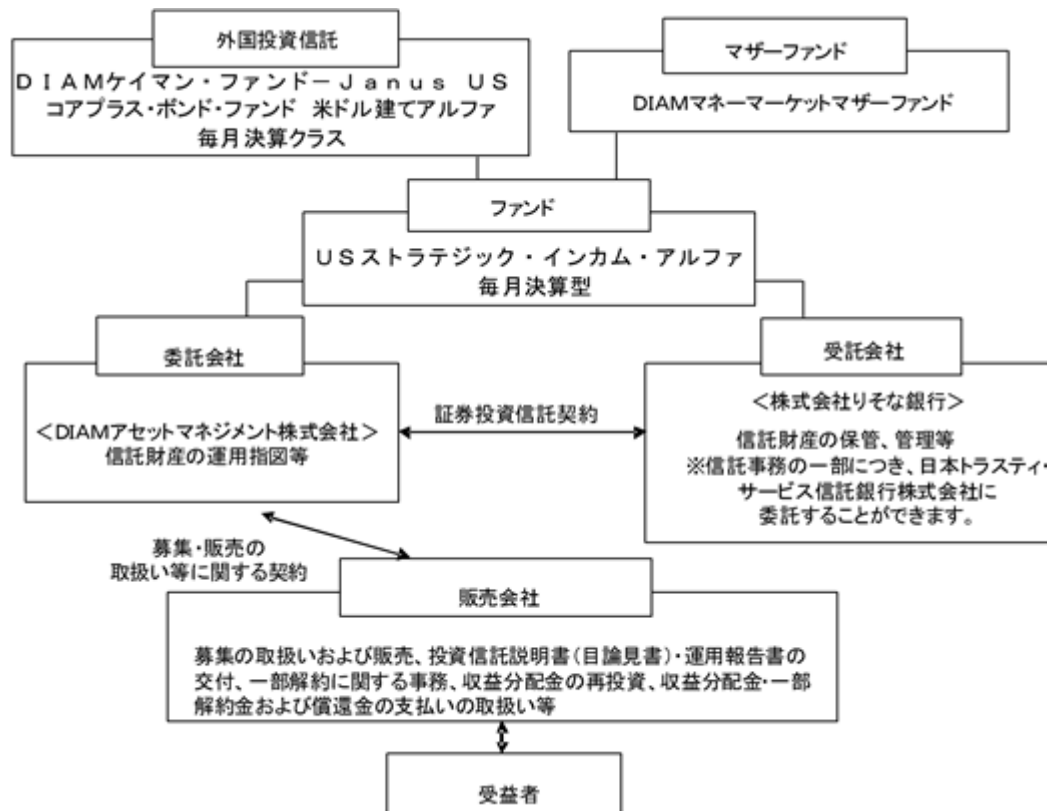 外国投資信託
DIAMケイマン・ファンド－Janus US
コアプラス・ボンド・ファンド 米ドル建てアルファ
毎月決算クラス
マザーファンド
DIAMマネーマーケットマザーファンド
ファンド
USストラテジック・インカム・アルファ
毎月決算型
委託会社
＜DIAMアセットマネジメント株式会社＞
信託財産の運用指図等
証券投資信託契約
受託会社
＜株式会社りそな銀行＞
信託財産の保管、管理等
※信託事務の一部につき、日本トラスティ・
サービス信託銀行株式会社に
委託することができます。
募集・販売の
取扱い等に関する契約
販売会社
募集の取扱いおよび販売、投資信託説明書(目論見書)・運用報告書の
交付、一部解約に関する事務、収益分配金の再投資、収益分配金・一部
解約金および償還金の支払いの取扱い等
受益者